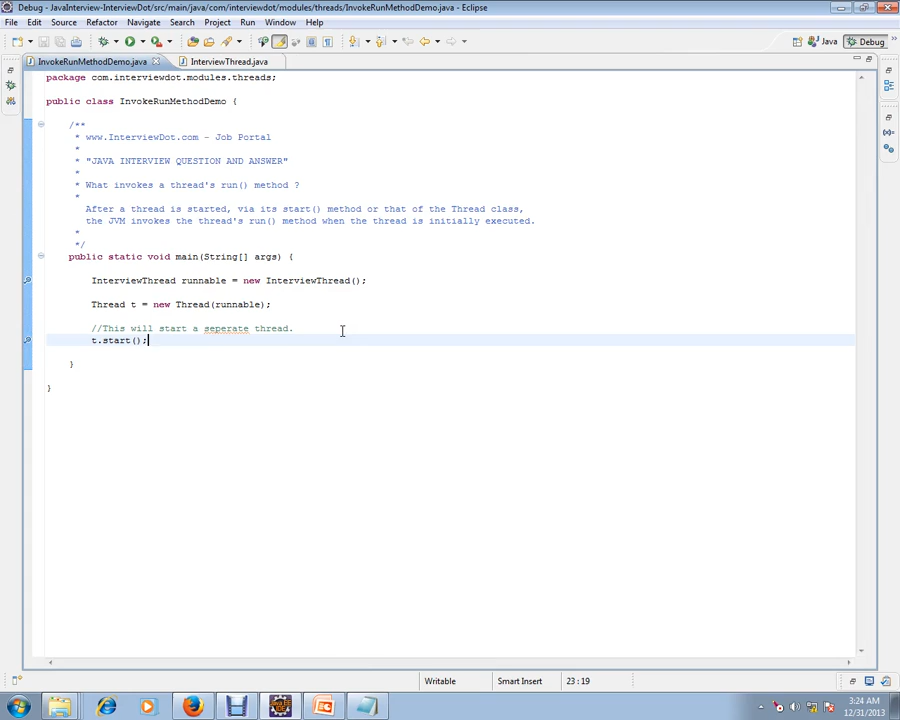 Debug - JavaInterview-InterviewDot/src/main/java/com/interviewdot/modules/threads/InvokeRunMethodDemo.java - Eclipse
File Edit Source Refactor Navigate Search Project Run Window Help
Java Debug
InvokeRunMethodDemo.java InterviewThread.java
package com.interviewdot.modules.threads;
public class InvokeRunMethodDemo {
/**
* www.InterviewDot.com - Job Portal
*
* "JAVA INTERVIEW QUESTION AND ANSWER"
*
* What invokes a thread's run() method ?
*
After a thread is started, via its start() method or that of the Thread class,
the JVM invokes the thread's run() method when the thread is initially executed.
*
*/
public static void main(String[] args) {
InterviewThread runnable = new InterviewThread();
Thread t = new Thread(runnable);
//This will start a seperate thread.
t.start();
}
}
Writable Smart Insert 23 : 19
3:24 AM
12/31/2013